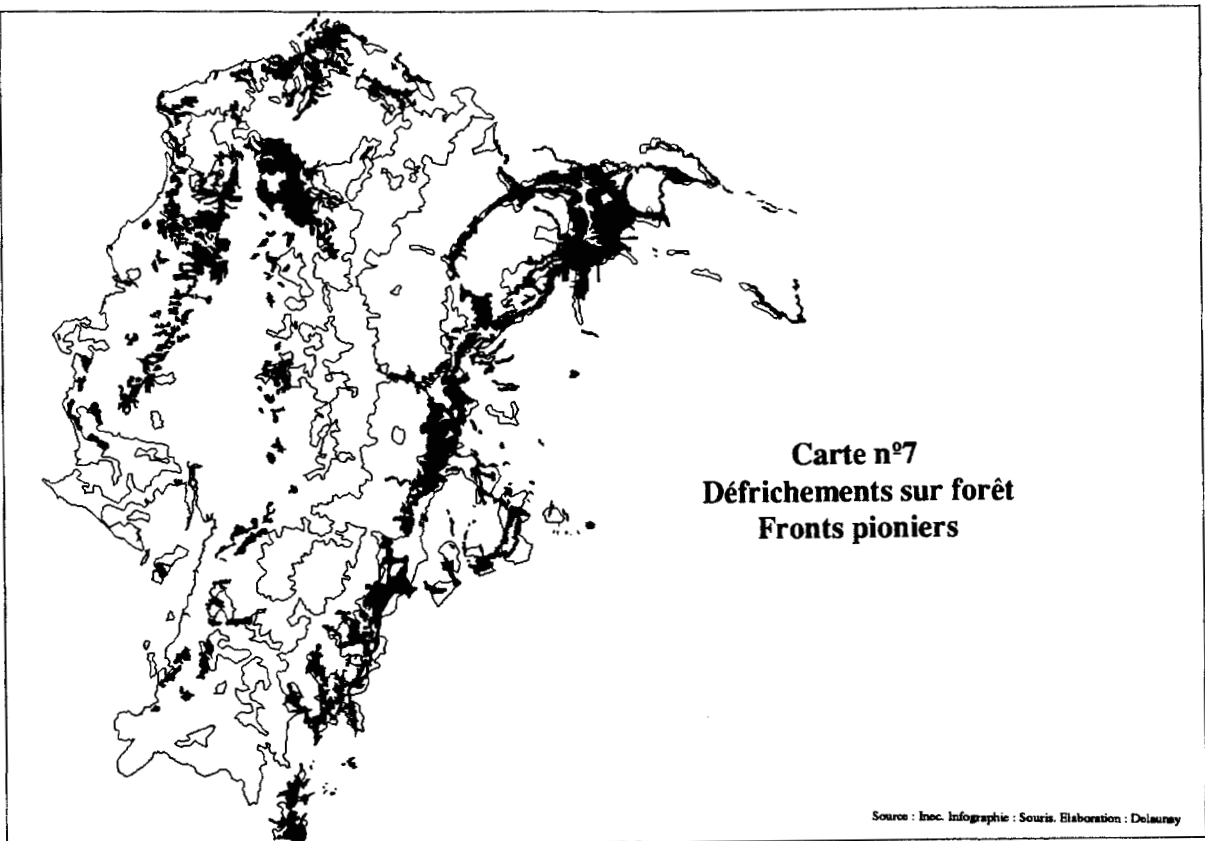 Carte nº7
Défrichements sur forêt
Fronts pioniers
Source : Inec. Infographie : Souris. Elaboration : Delaunay